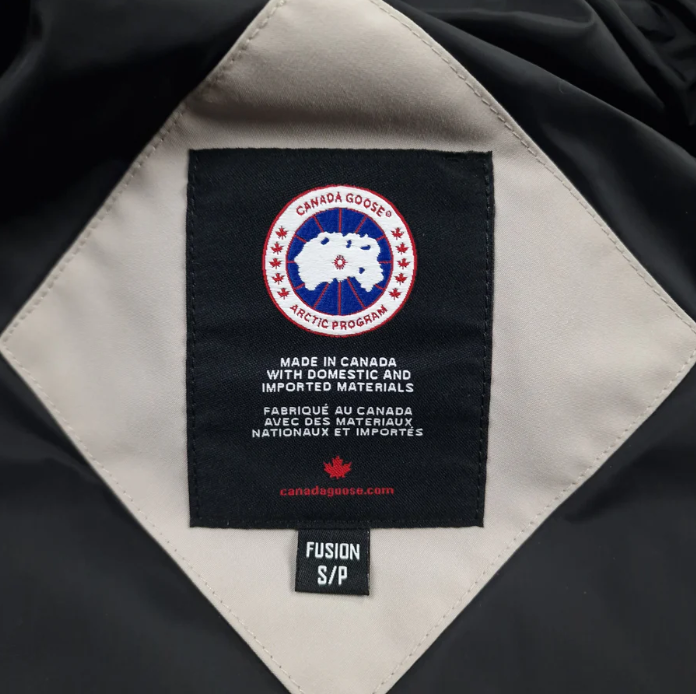 CANADA GOOSE®
ARCTIC PROGRAM
MADE IN CANADA
WITH DOMESTIC AND
IMPORTED MATERIALS
FABRIQUÉ AU CANADA
AVEC DES MATERIAUX
NATIONAUX ET IMPORTÉS
canadagoose.com
FUSION
S/P